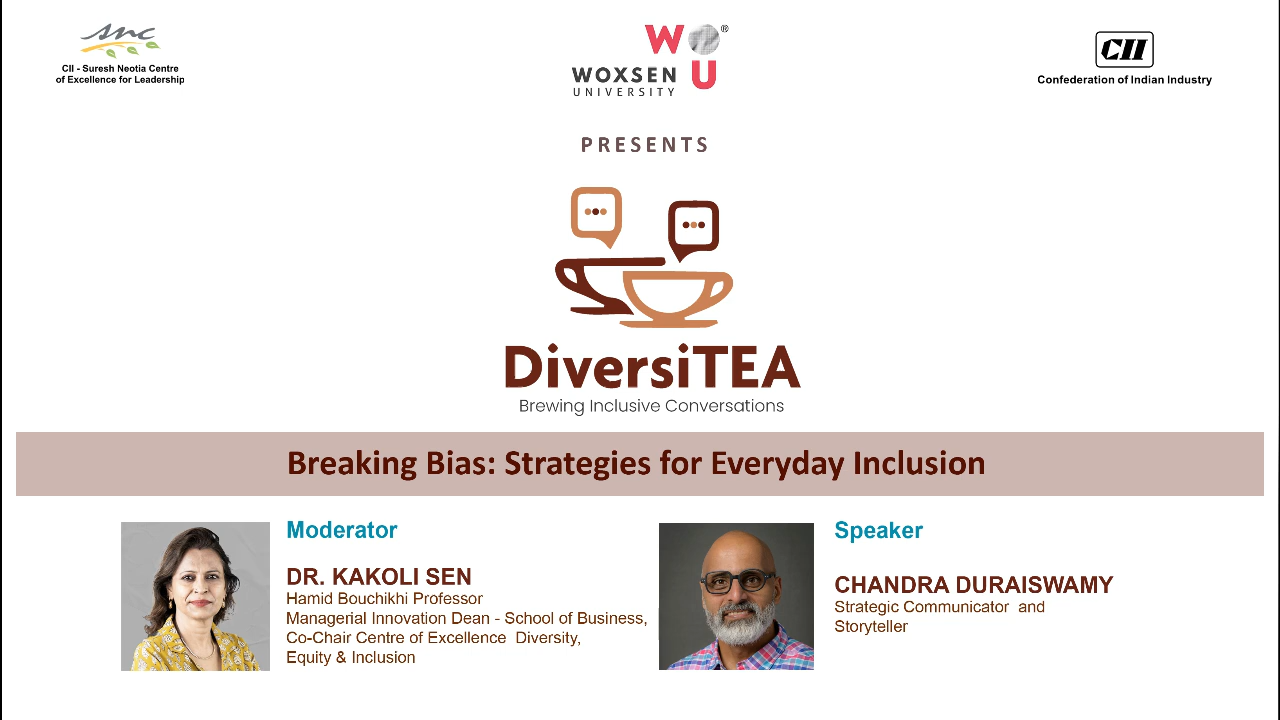 snc
CII - Suresh Neotia Centre
of Excellence for Leadership
W ®
WOXSEN U
UNIVERSITY
CII
Confederation of Indian Industry
PRESENTS
DiversiTEA
Brewing Inclusive Conversations
Breaking Bias: Strategies for Everyday Inclusion
Moderator
DR. KAKOLI SEN
Hamid Bouchikhi Professor
Managerial Innovation Dean - School of Business,
Co-Chair Centre of Excellence Diversity,
Equity & Inclusion
Speaker
CHANDRA DURAISWAMY
Strategic Communicator and
Storyteller